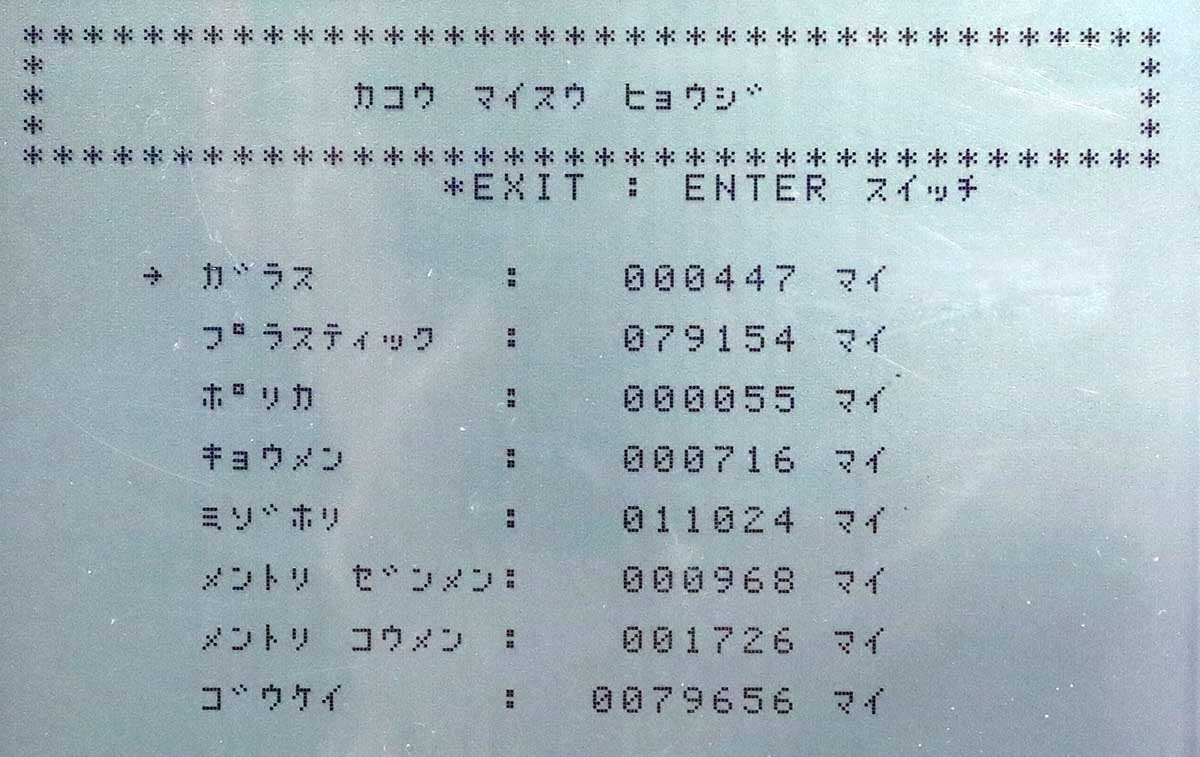 **************************************
*                                    *
*          カコウ マイスウ ヒョウジ            *
*                                    *
**************************************
*EXIT : ENTER スイッチ
→ ガラス : 000447 マイ
プラスティック : 079154 マイ
ポリカ : 000055 マイ
キョウメン : 000716 マイ
ミゾホリ : 011024 マイ
メントリ ゼンメン: 000968 マイ
メントリ コウメン : 001726 マイ
ゴウケイ : 0079656 マイ